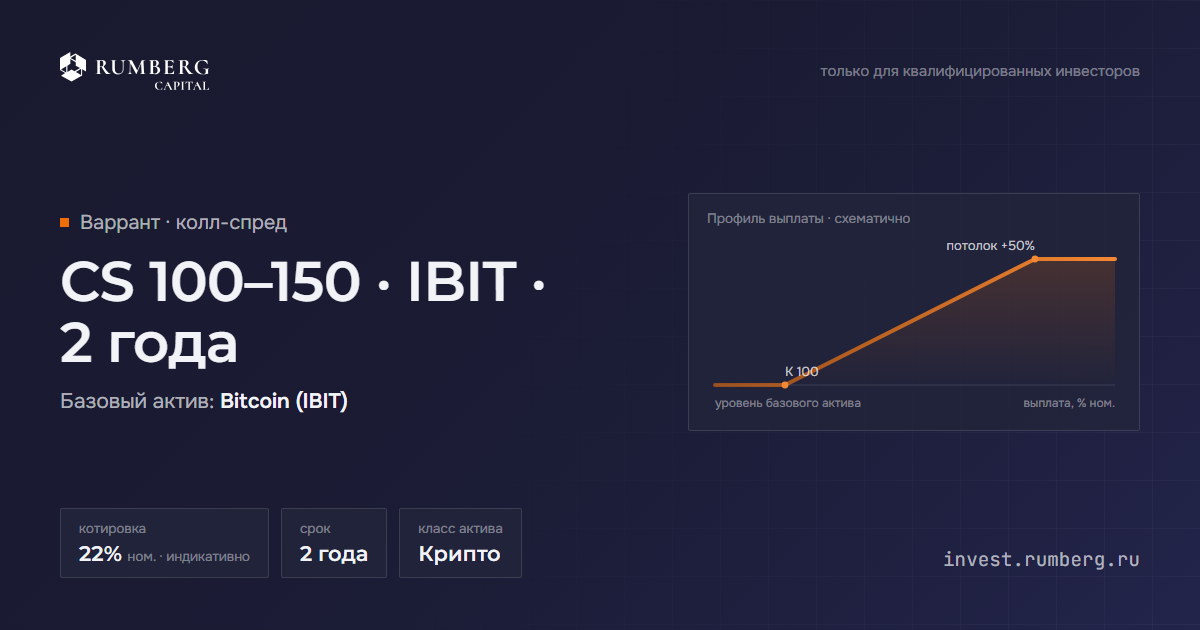 RUMBERG
CAPITAL
только для квалифицированных инвесторов
Варрант · колл-спред
CS 100–150 · IBIT ·
2 года
Базовый актив: Bitcoin (IBIT)
Профиль выплаты · схематично
потолок +50%
K 100
уровень базового актива
выплата, % ном.
котировка
22% ном. · индикативно
срок
2 года
класс актива
Крипто
invest.rumberg.ru